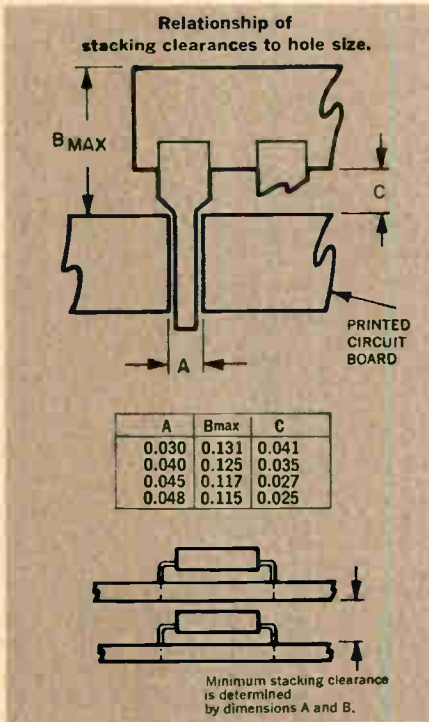 Relationship of
stacking clearances to hole size.
BMAX
C
PRINTED
CIRCUIT
BOARD
A
A Bmax C
0.030 0.131 0.041
0.040 0.125 0.035
0.045 0.117 0.027
0.048 0.115 0.025
Minimum stacking clearance
is determined
by dimensions A and B.